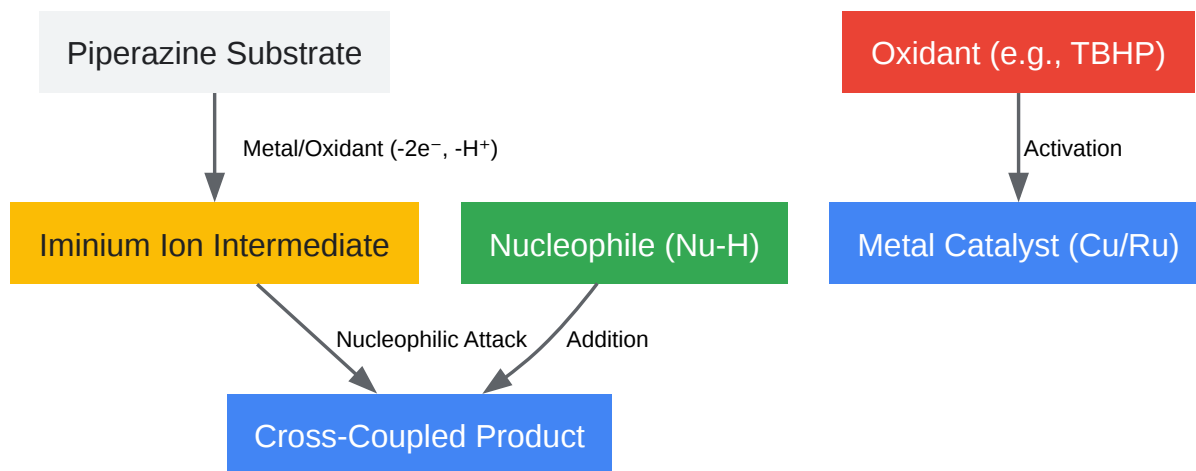 Piperazine Substrate
Oxidant (e.g., TBHP)
Metal/Oxidant (-2e⁻, -H⁺)
Activation
Iminium Ion Intermediate
Nucleophile (Nu-H)
Metal Catalyst (Cu/Ru)
Nucleophilic Attack
Addition
Cross-Coupled Product